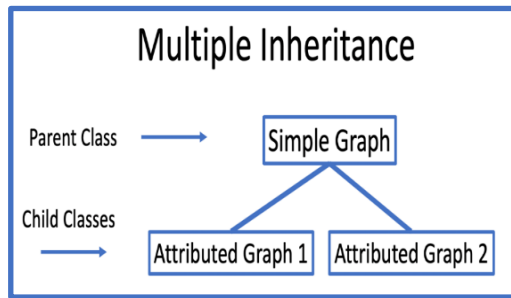 Multiple Inheritance
Parent Class
Simple Graph
Child Classes
Attributed Graph 1
Attributed Graph 2